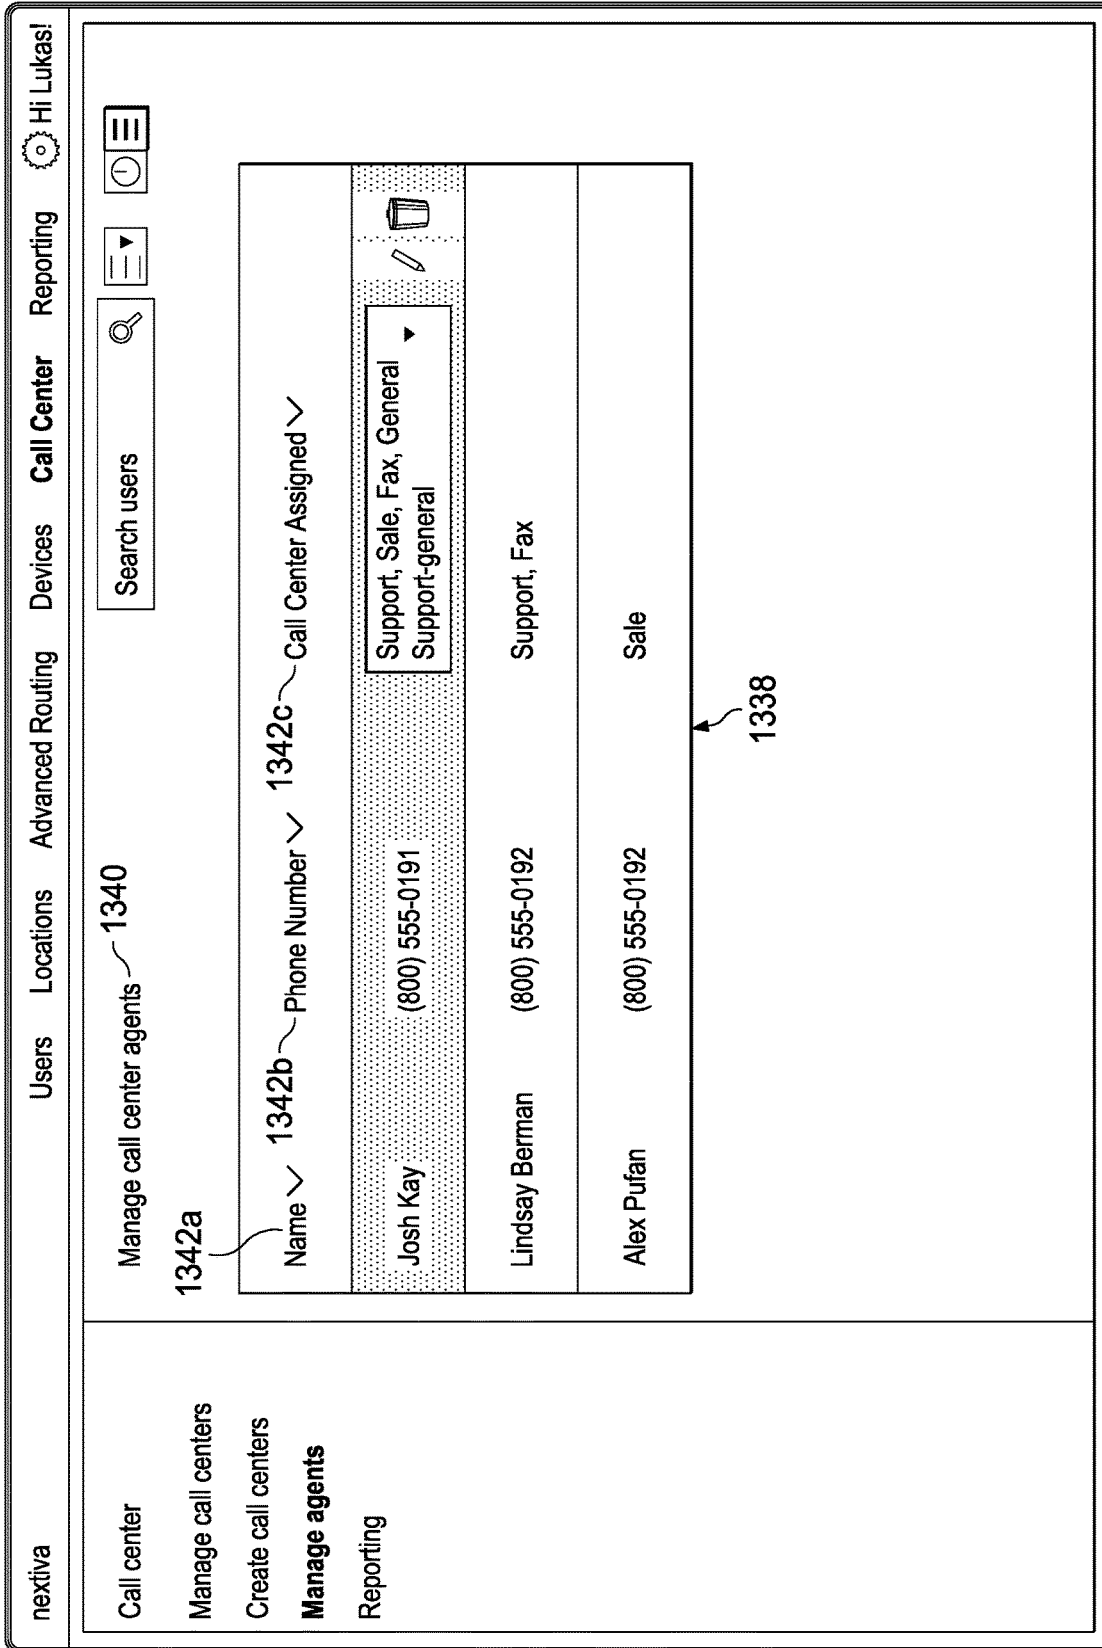 nextiva Users Locations Advanced Routing Devices Call Center Reporting Hi Lukas!
Call center
Manage call centers
Create call centers
Manage agents
Reporting
Manage call center agents 1340
Search users
1342a
Name 1342b Phone Number 1342c Call Center Assigned
Josh Kay (800) 555-0191 Support, Sale, Fax, General
Support-general
Lindsay Berman (800) 555-0192 Support, Fax
Alex Pufan (800) 555-0192 Sale
1338